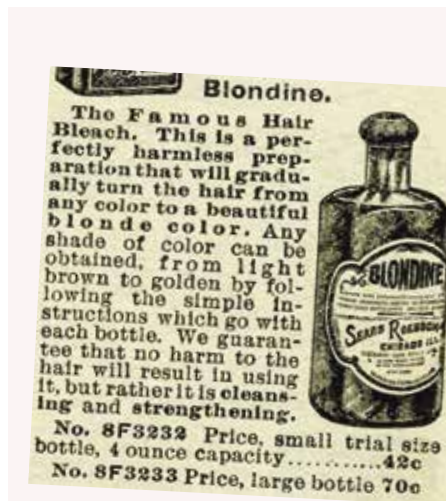 Blondine.
The Famous Hair
Bleach. This is a per-
fectly harmless prep-
aration that will gradu-
ally turn the hair from
any color to a beautiful
blonde color. Any
shade of color can be
obtained, from light
brown to golden by fol-
lowing the simple in-
structions which go with
each bottle. We guaran-
tee that no harm to the
hair will result in using
it, but rather it is cleans-
ing and strengthening.
No. 8F3232 Price, small trial size
bottle, 4 ounce capacity...........42c
No. 8F3233 Price, large bottle 70c
BLONDINE
SEARS ROEBUCK
CHICAGO ILL.